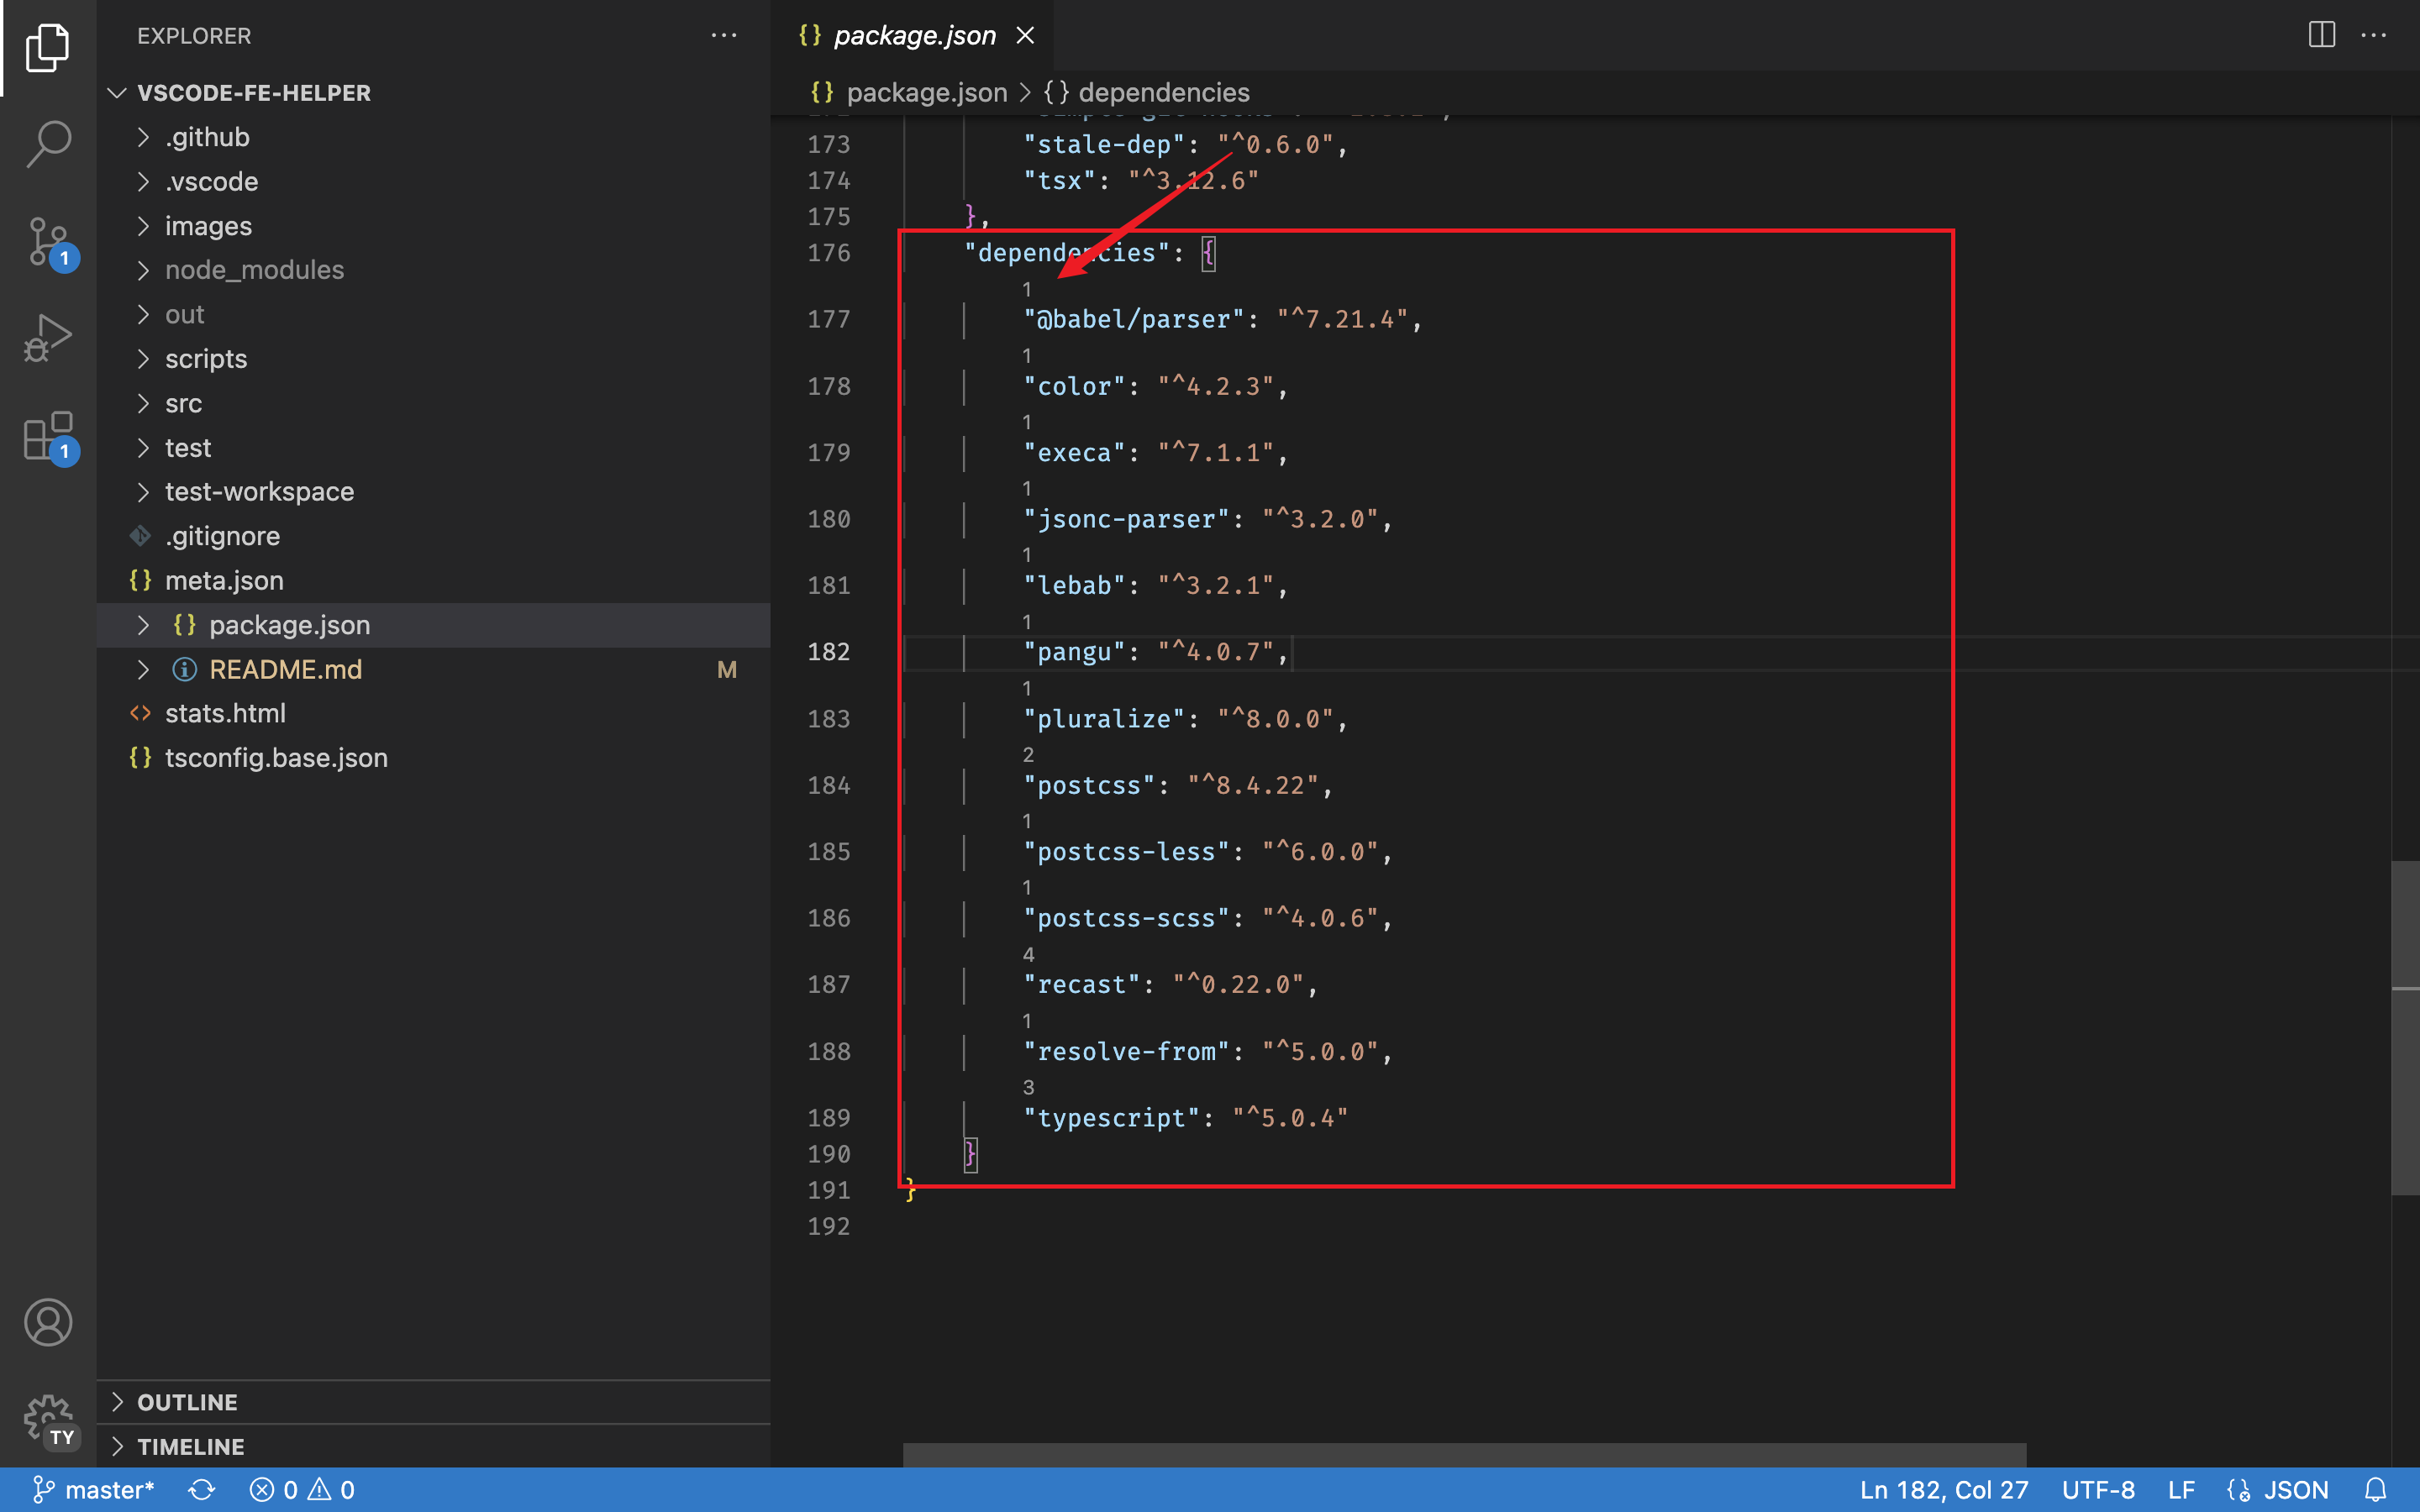 EXPLORER
VSCODE-FE-HELPER
.github
.vscode
images
node_modules
out
scripts
src
test
test-workspace
.gitignore
meta.json
package.json
README.md M
stats.html
tsconfig.base.json
OUTLINE
TIMELINE
1
1
TY
package.json
package.json > {} dependencies
173 "stale-dep": "^0.6.0",
174 "tsx": "^3.12.6"
175 },
176 "dependencies": {
1
177 "@babel/parser": "^7.21.4",
1
178 "color": "^4.2.3",
1
179 "execa": "^7.1.1",
1
180 "jsonc-parser": "^3.2.0",
1
181 "lebab": "^3.2.1",
1
182 "pangu": "^4.0.7",
1
183 "pluralize": "^8.0.0",
2
184 "postcss": "^8.4.22",
1
185 "postcss-less": "^6.0.0",
1
186 "postcss-scss": "^4.0.6",
4
187 "recast": "^0.22.0",
1
188 "resolve-from": "^5.0.0",
3
189 "typescript": "^5.0.4"
190 }
191 }
192
master* 0 0 Ln 182, Col 27 UTF-8 LF JSON